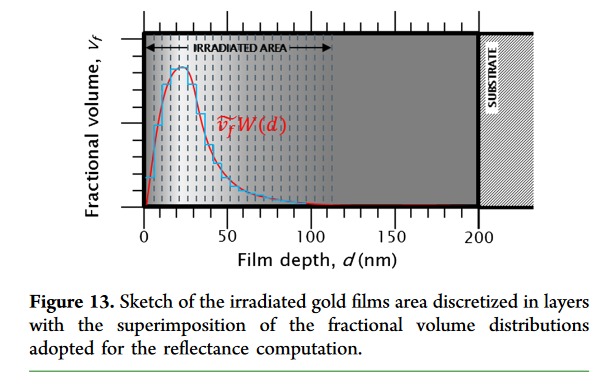 Fractional volume, vf
IRRADIATED AREA
ṽfW(d)
SUBSTRATE
0 50 100 150 200
Film depth, d (nm)
Figure 13. Sketch of the irradiated gold films area discretized in layers
with the superimposition of the fractional volume distributions
adopted for the reflectance computation.